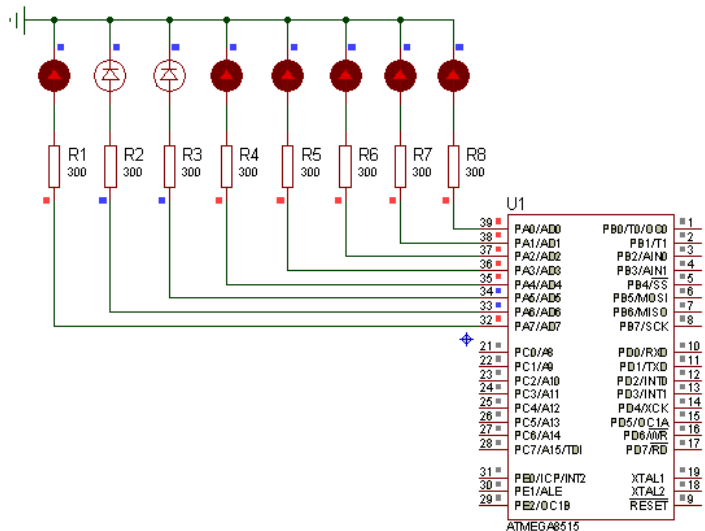 R1 R2 R3 R4 R5 R6 R7 R8
300 300 300 300 300 300 300 300
U1
39 PA0/AD0 PB0/T0/OC0 1
38 PA1/AD1 PB1/T1 2
37 PA2/AD2 PB2/AIN0 3
36 PA3/AD3 PB3/AIN1 4
35 PA4/AD4 PB4/SS 5
34 PA5/AD5 PB5/MOSI 6
33 PA6/AD6 PB6/MISO 7
32 PA7/AD7 PB7/SCK 8
21 PC0/A8 PD0/RXD 10
22 PC1/A9 PD1/TXD 11
23 PC2/A10 PD2/INT0 12
24 PC3/A11 PD3/INT1 13
25 PC4/A12 PD4/XCK 14
26 PC5/A13 PD5/OC1A 15
27 PC6/A14 PD6/WR 16
28 PC7/A15/TDI PD7/RD 17
31 PE0/ICP/INT2 XTAL1 19
30 PE1/ALE XTAL2 18
29 PE2/OC1B RESET 9
ATMEGA8515